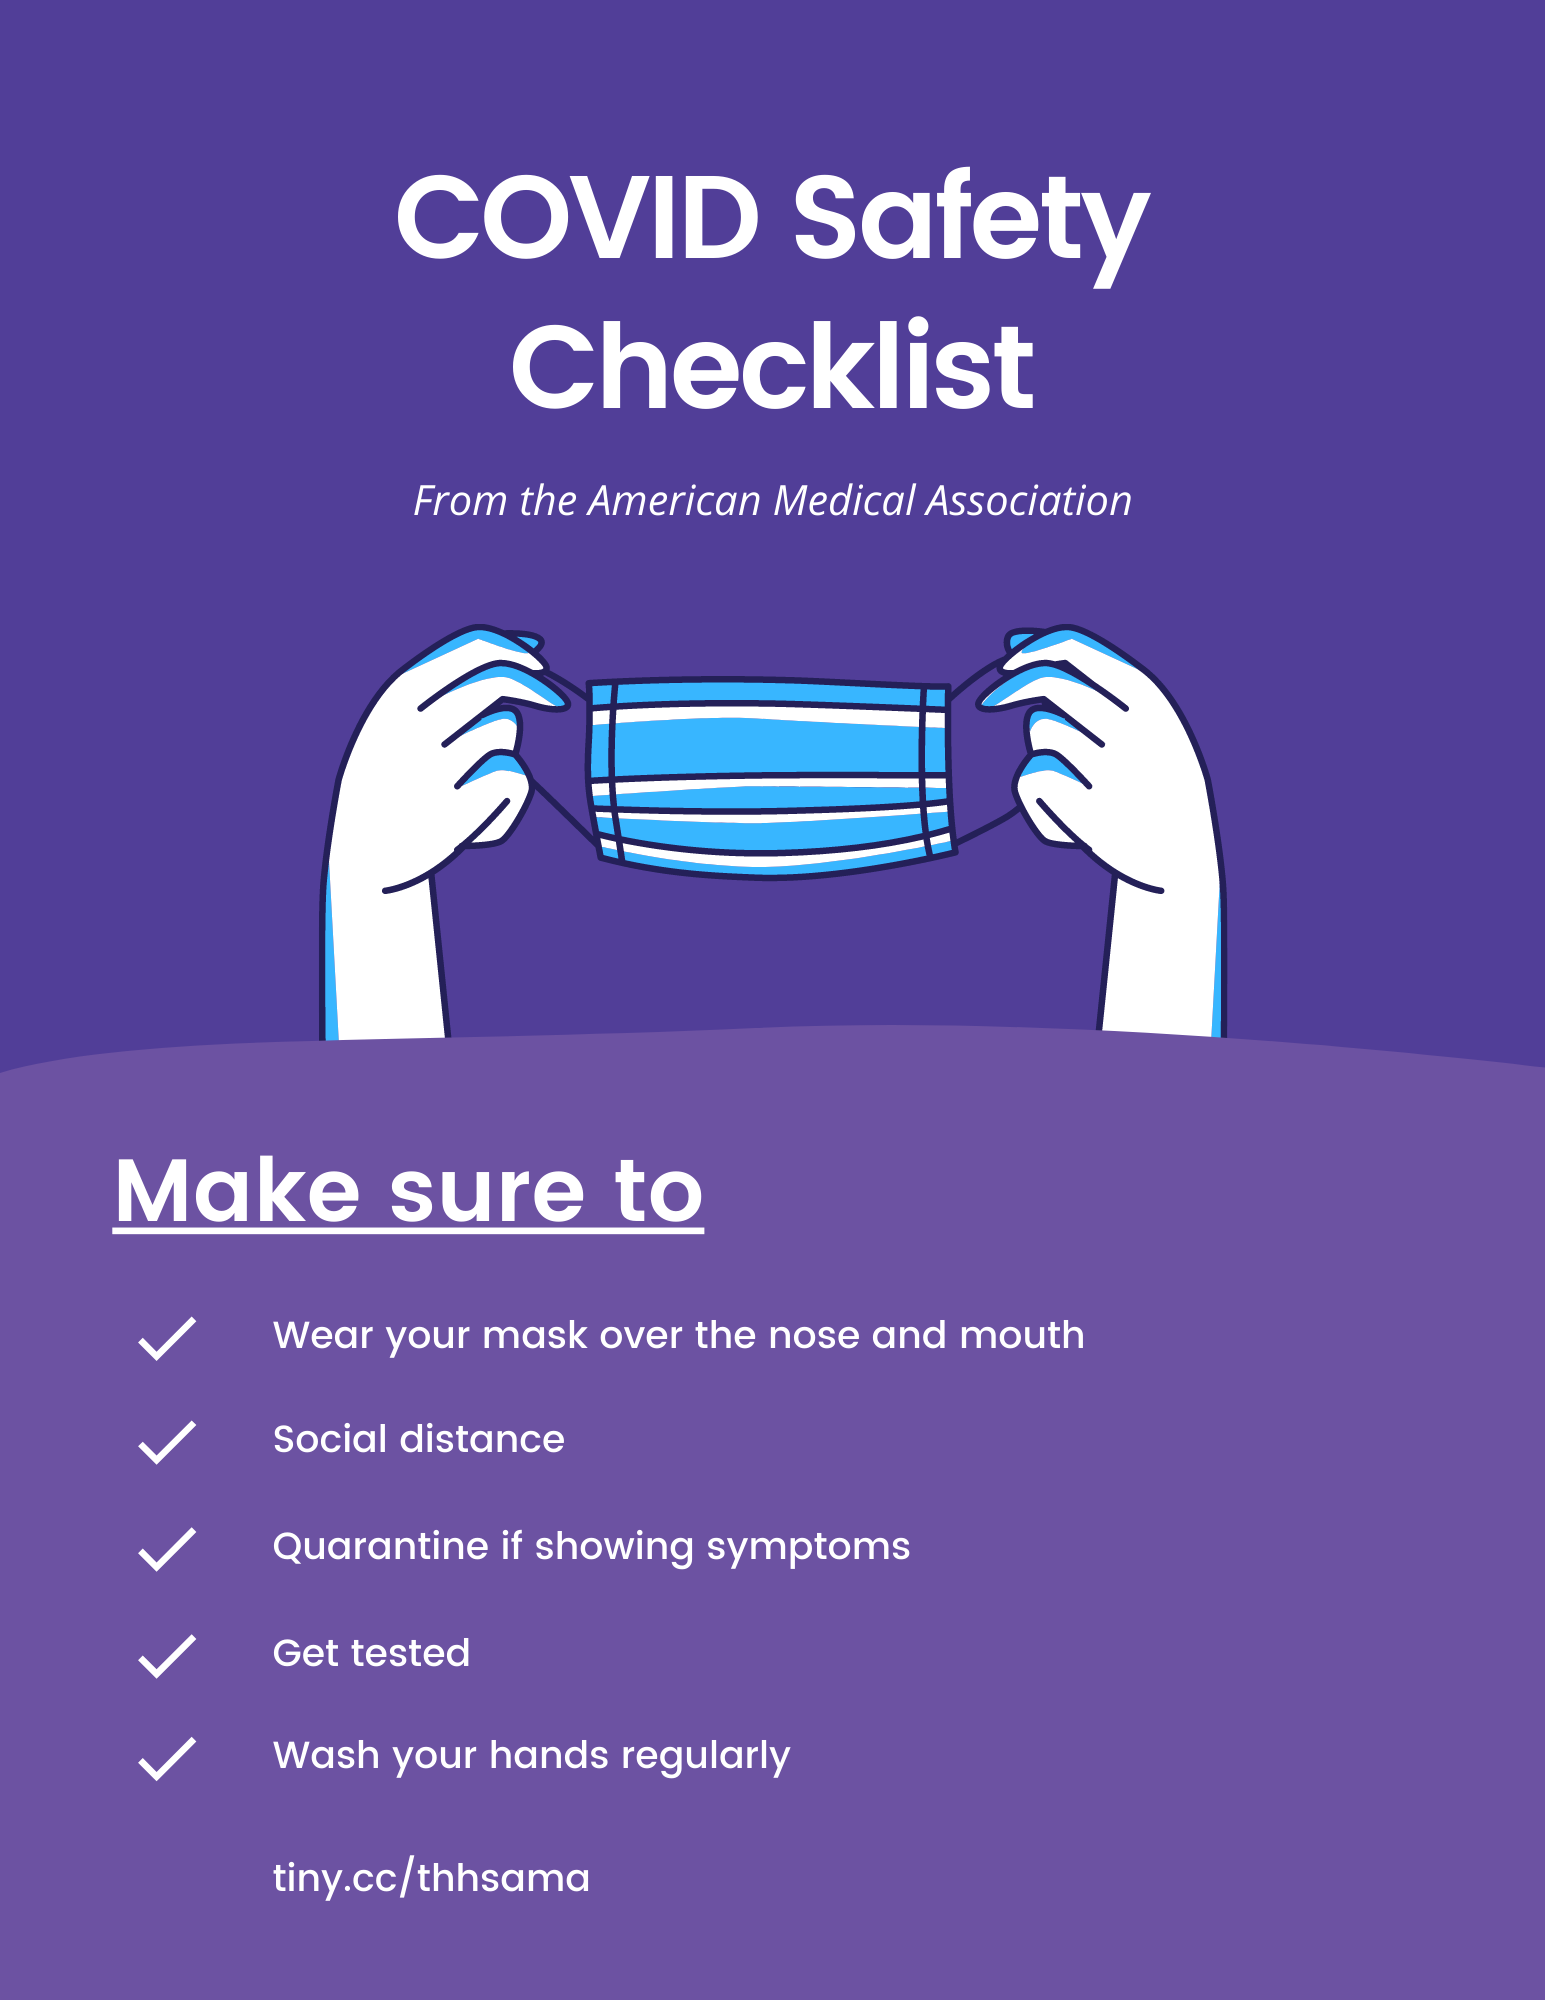 COVID Safety
Checklist
From the American Medical Association
Make sure to
Wear your mask over the nose and mouth
Social distance
Quarantine if showing symptoms
Get tested
Wash your hands regularly
tiny.cc/thhsama